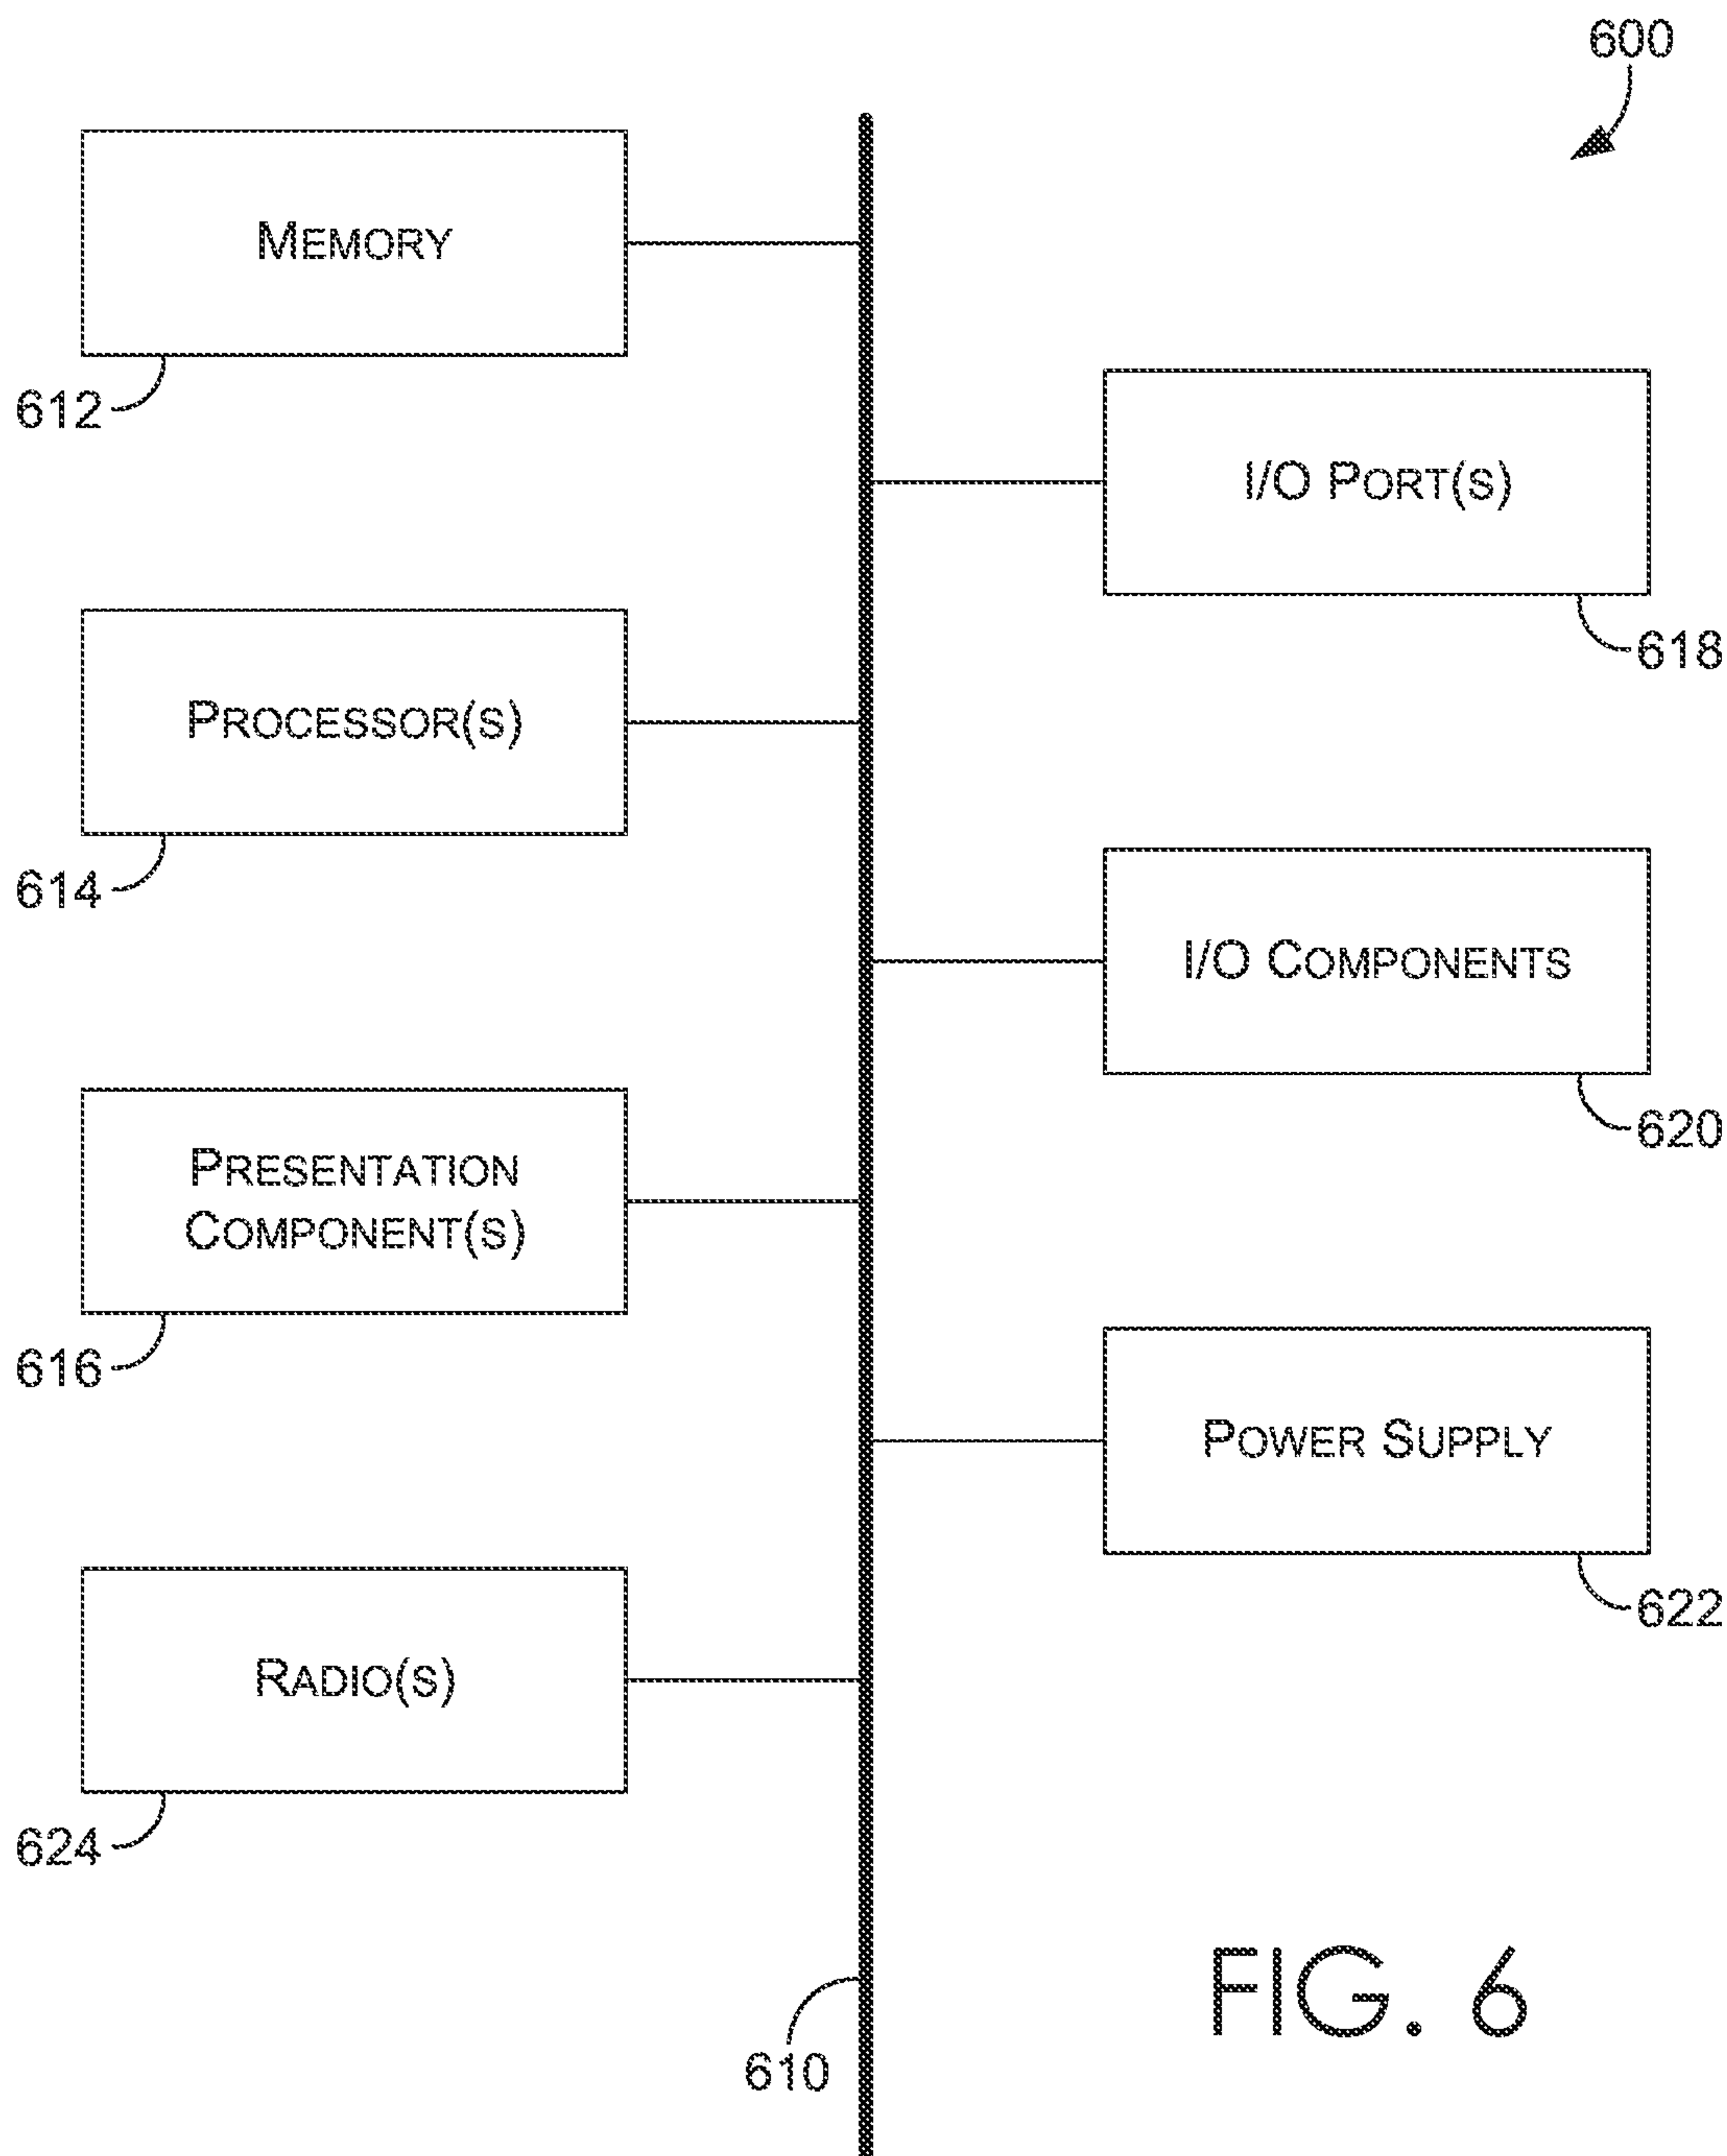 600
MEMORY
612
I/O PORT(S)
618
PROCESSOR(S)
614
I/O COMPONENTS
620
PRESENTATION
COMPONENT(S)
616
POWER SUPPLY
622
RADIO(S)
624
610
FIG. 6